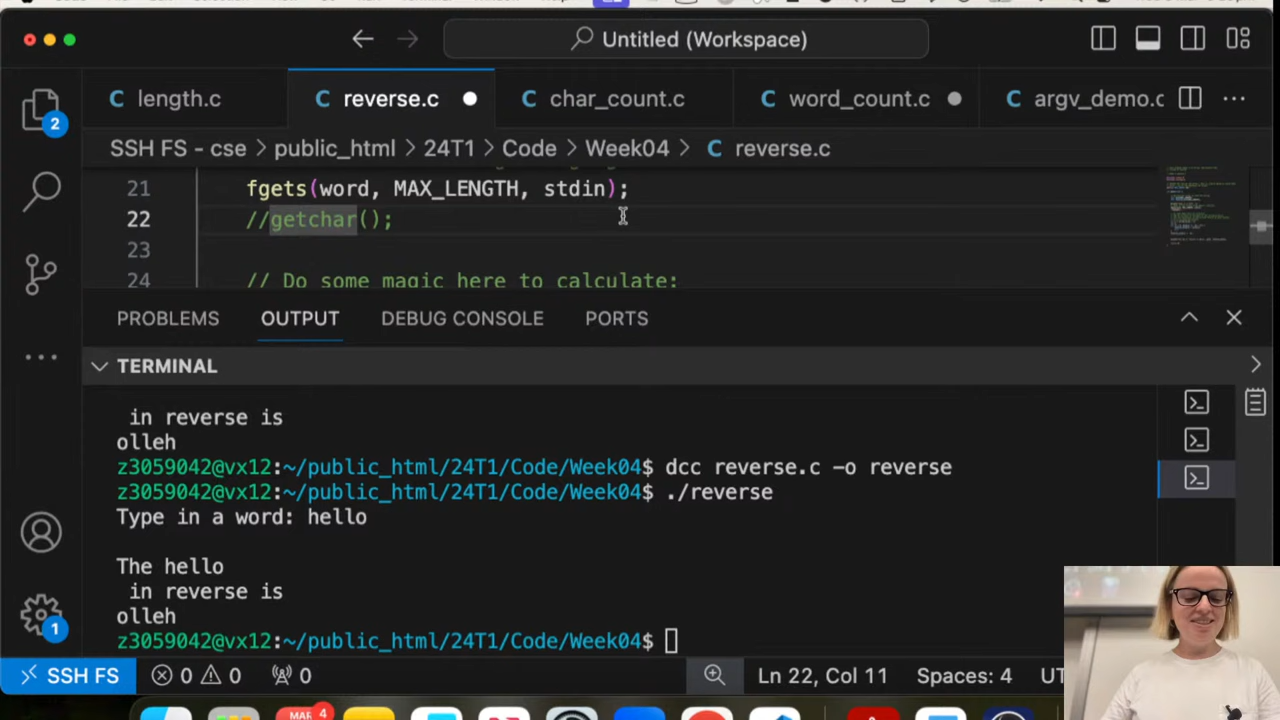 Untitled (Workspace)
length.c reverse.c char_count.c word_count.c argv_demo.c
SSH FS - cse > public_html > 24T1 > Code > Week04 > C reverse.c
21 fgets(word, MAX_LENGTH, stdin);
22 //getchar();
23
24 // Do some magic here to calculate:
PROBLEMS OUTPUT DEBUG CONSOLE PORTS
TERMINAL
in reverse is
olleh
z3059042@vx12:~/public_html/24T1/Code/Week04$ dcc reverse.c -o reverse
z3059042@vx12:~/public_html/24T1/Code/Week04$ ./reverse
Type in a word: hello
The hello
in reverse is
olleh
z3059042@vx12:~/public_html/24T1/Code/Week04$
SSH FS 0 0 0 Ln 22, Col 11 Spaces: 4
MAR 4
2
1